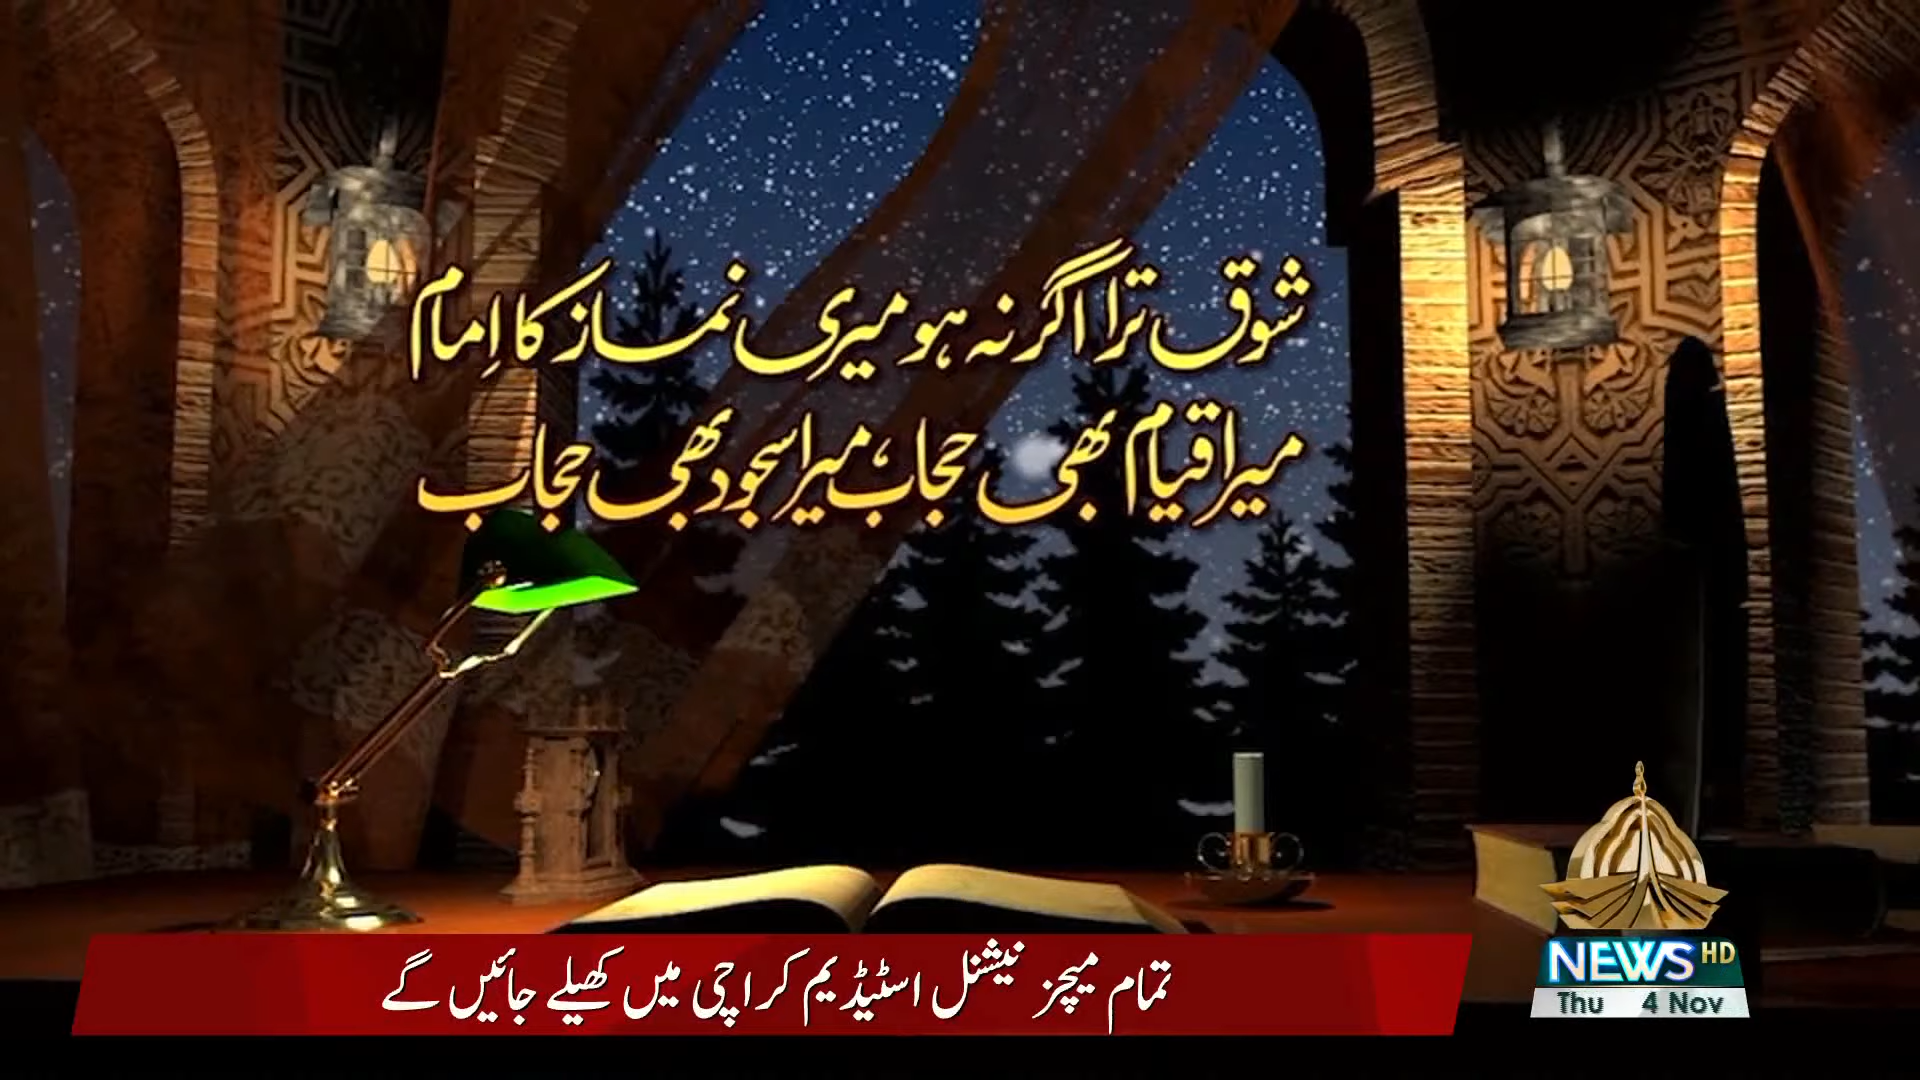 شوق ترا اگر نہ ہو میری نماز کا اِمام
میرا قیام بھی حجاب، میرا سجود بھی حجاب
تمام میچز نیشنل اسٹیڈیم کراچی میں کھیلے جائیں گے
NEWS HD
Thu 4 Nov